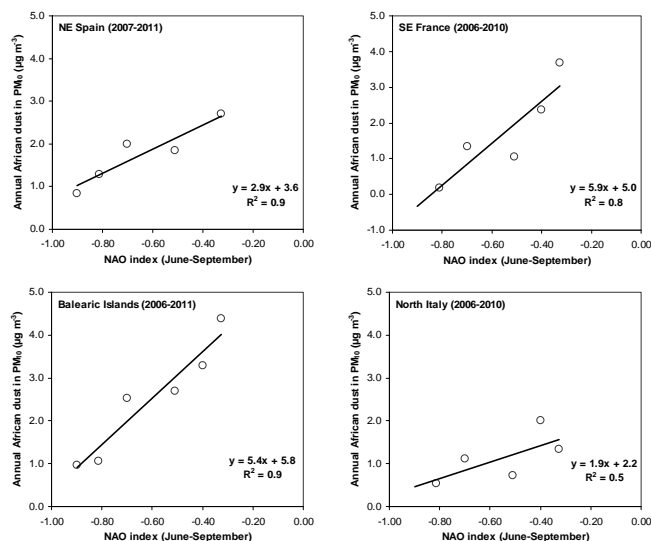 NE Spain (2007-2011)
Annual African dust in PM₁₀ (µg m⁻³)
5.0
4.0
3.0
2.0
1.0
0.0
y = 2.9x + 3.6
R² = 0.9
-1.00 -0.80 -0.60 -0.40 -0.20 0.00
NAO index (June-September)
SE France (2006-2010)
Annual African dust in PM₁₀ (µg m⁻³)
5.0
4.0
3.0
2.0
1.0
0.0
-1.0
y = 5.9x + 5.0
R² = 0.8
-1.00 -0.80 -0.60 -0.40 -0.20 0.00
NAO index (June-September)
Balearic Islands (2006-2011)
Annual African dust in PM₁₀ (µg m⁻³)
5.0
4.0
3.0
2.0
1.0
0.0
y = 5.4x + 5.8
R² = 0.9
-1.00 -0.80 -0.60 -0.40 -0.20 0.00
NAO index (June-September)
North Italy (2006-2010)
Annual African dust in PM₁₀ (µg m⁻³)
5.0
4.0
3.0
2.0
1.0
0.0
y = 1.9x + 2.2
R² = 0.5
-1.00 -0.80 -0.60 -0.40 -0.20 0.00
NAO index (June-September)